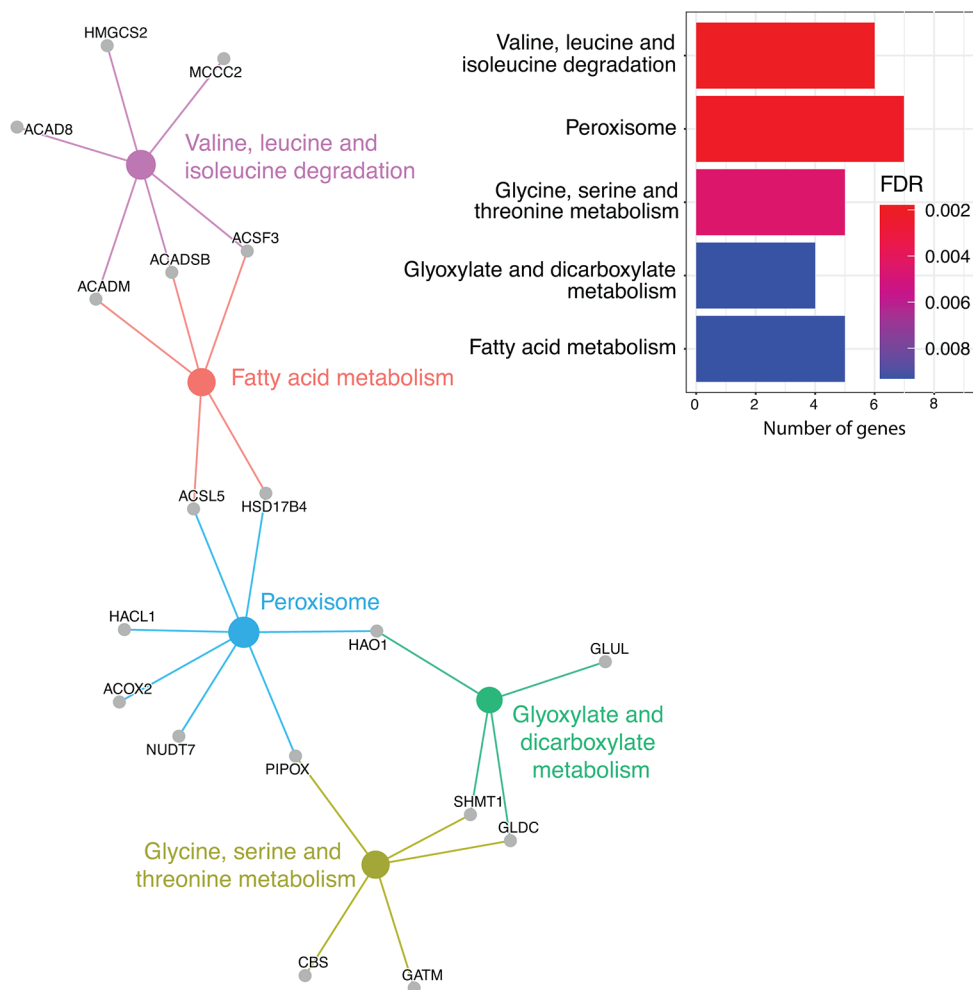 HMGCS2
MCCC2
ACAD8
Valine, leucine and
isoleucine degradation
ACSF3
ACADSB
ACADM
Fatty acid metabolism
ACSL5
HSD17B4
Peroxisome
HACL1
HAO1
GLUL
ACOX2
NUDT7
PIPOX
Glyoxylate and
dicarboxylate
metabolism
SHMT1
GLDC
Glycine, serine and
threonine metabolism
CBS
GATM
Valine, leucine and
isoleucine degradation
Peroxisome
Glycine, serine and
threonine metabolism
Glyoxylate and dicarboxylate
metabolism
Fatty acid metabolism
FDR
0.002
0.004
0.006
0.008
0 2 4 6 8
Number of genes